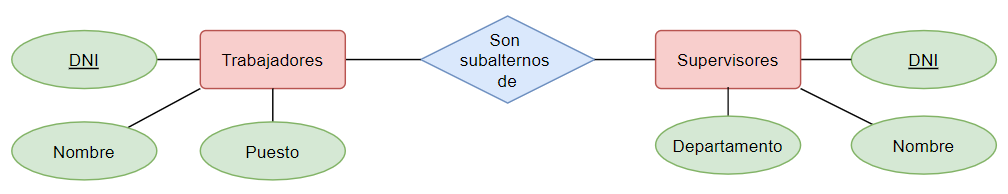 DNI
Trabajadores
Son
subalternos
de
Supervisores
DNI
Nombre
Puesto
Departamento
Nombre